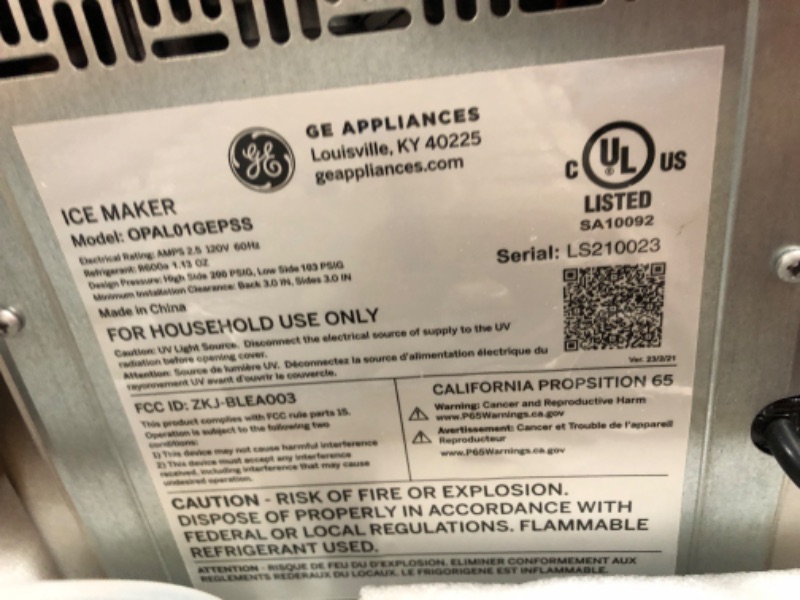 GE APPLIANCES
Louisville, KY 40225
geappliances.com
C UL ® US
LISTED
SA10092
ICE MAKER
Model: OPAL01GEPSS
Serial: LS210023
Electrical Rating: AMPS 2.5 120V 60Hz
Refrigerant: R600a 1.13 OZ
Design Pressure: High Side 200 PSIG, Low Side 103 PSIG
Minimum Installation Clearance: Back 3.0 IN, Sides 3.0 IN
Made in China
FOR HOUSEHOLD USE ONLY
Caution: UV Light Source. Disconnect the electrical source of supply to the UV
radiation before opening cover.
Attention: Source de lumière UV. Déconnectez la source d'alimentation électrique du
rayonnement UV avant d'ouvrir le couvercle.
Ver. 23/2/21
FCC ID: ZKJ-BLEA003
This product complies with FCC rule parts 15.
Operation is subject to the following two
conditions:
1) This device may not cause harmful interference
2) This device must accept any interference
received, including interference that may cause
undesired operation.
CALIFORNIA PROPSITION 65
Warning: Cancer and Reproductive Harm
www.P65Warnings.ca.gov
Avertissement: Cancer et Trouble de l'appareil
Reproducteur
www.P65Warnings.ca.gov
CAUTION - RISK OF FIRE OR EXPLOSION.
DISPOSE OF PROPERLY IN ACCORDANCE WITH
FEDERAL OR LOCAL REGULATIONS. FLAMMABLE
REFRIGERANT USED.
ATTENTION - RISQUE DE FEU DU D'EXPLOSION. ELIMINER CONFORMEMENT AUX
REGLEMENTS REDERAUX DU LOCAUX. LE FRIGORIGENE EST INFLAMMABLE.